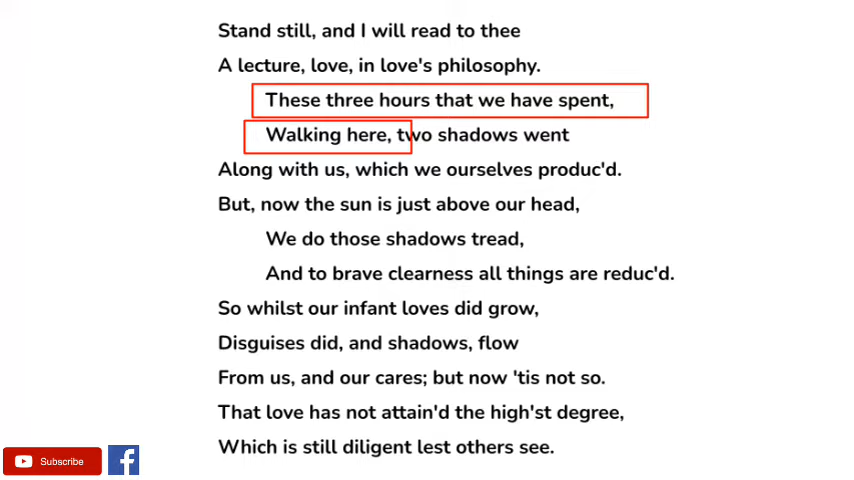 Stand still, and I will read to thee
A lecture, love, in love's philosophy.
These three hours that we have spent,
Walking here, two shadows went
Along with us, which we ourselves produc'd.
But, now the sun is just above our head,
We do those shadows tread,
And to brave clearness all things are reduc'd.
So whilst our infant loves did grow,
Disguises did, and shadows, flow
From us, and our cares; but now 'tis not so.
That love has not attain'd the high'st degree,
Which is still diligent lest others see.
Subscribe